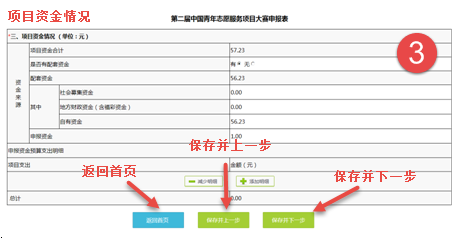 项目资金情况
第二届中国青年志愿服务项目大赛申报表
*三、项目资金情况（单位：元）
3
资金来源
项目资金合计 57.23
是否有配套资金 有 无
配套资金 56.23
其中
社会募集资金 0.00
地方财政资金（含福彩资金） 0.00
自有资金 56.23
申报资金 1.00
申报资金预算支出明细
保存并上一步
项目支出 金额（元）
返回首页
保存并下一步
减少明细 添加明细
总计 0.00
返回首页 保存并上一步 保存并下一步